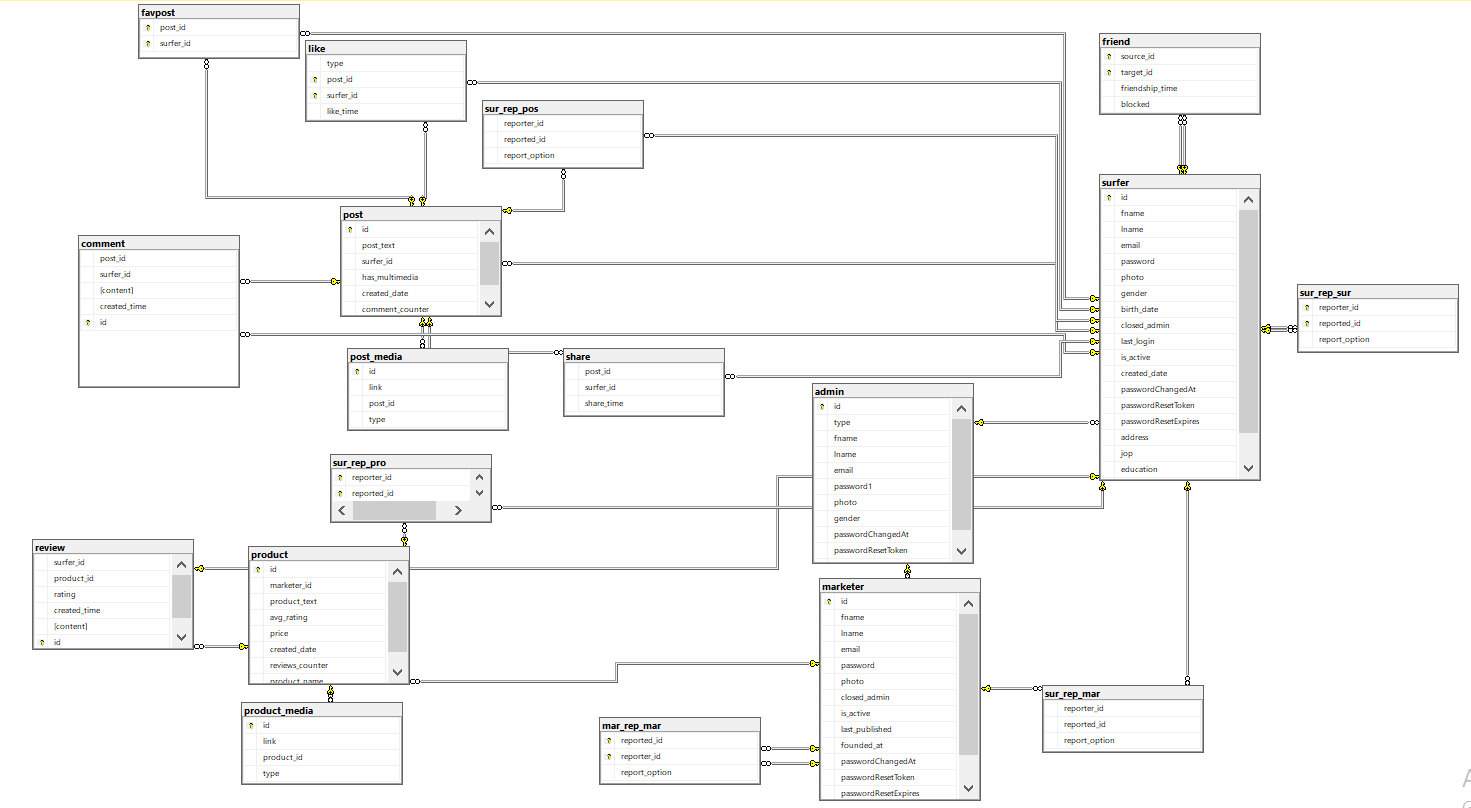 favpost
post_id
surfer_id
like
type
post_id
surfer_id
like_time
sur_rep_pos
reporter_id
reported_id
report_option
friend
source_id
target_id
friendship_time
blocked
post
id
post_text
surfer_id
has_multimedia
created_date
comment_counter
comment
post_id
surfer_id
[content]
created_time
id
surfer
id
fname
lname
email
password
photo
gender
birth_date
closed_admin
last_login
is_active
created_date
passwordChangedAt
passwordResetToken
passwordResetExpires
address
jop
education
sur_rep_sur
reporter_id
reported_id
report_option
post_media
id
link
post_id
type
share
post_id
surfer_id
share_time
admin
id
type
fname
lname
email
password1
photo
gender
passwordChangedAt
passwordResetToken
sur_rep_pro
reporter_id
reported_id
review
surfer_id
product_id
rating
created_time
[content]
id
product
id
marketer_id
product_text
avg_rating
price
created_date
reviews_counter
product_name
marketer
id
fname
lname
email
password
photo
closed_admin
is_active
last_published
founded_at
passwordChangedAt
passwordResetToken
passwordResetExpires
product_media
id
link
product_id
type
mar_rep_mar
reported_id
reporter_id
report_option
sur_rep_mar
reporter_id
reported_id
report_option